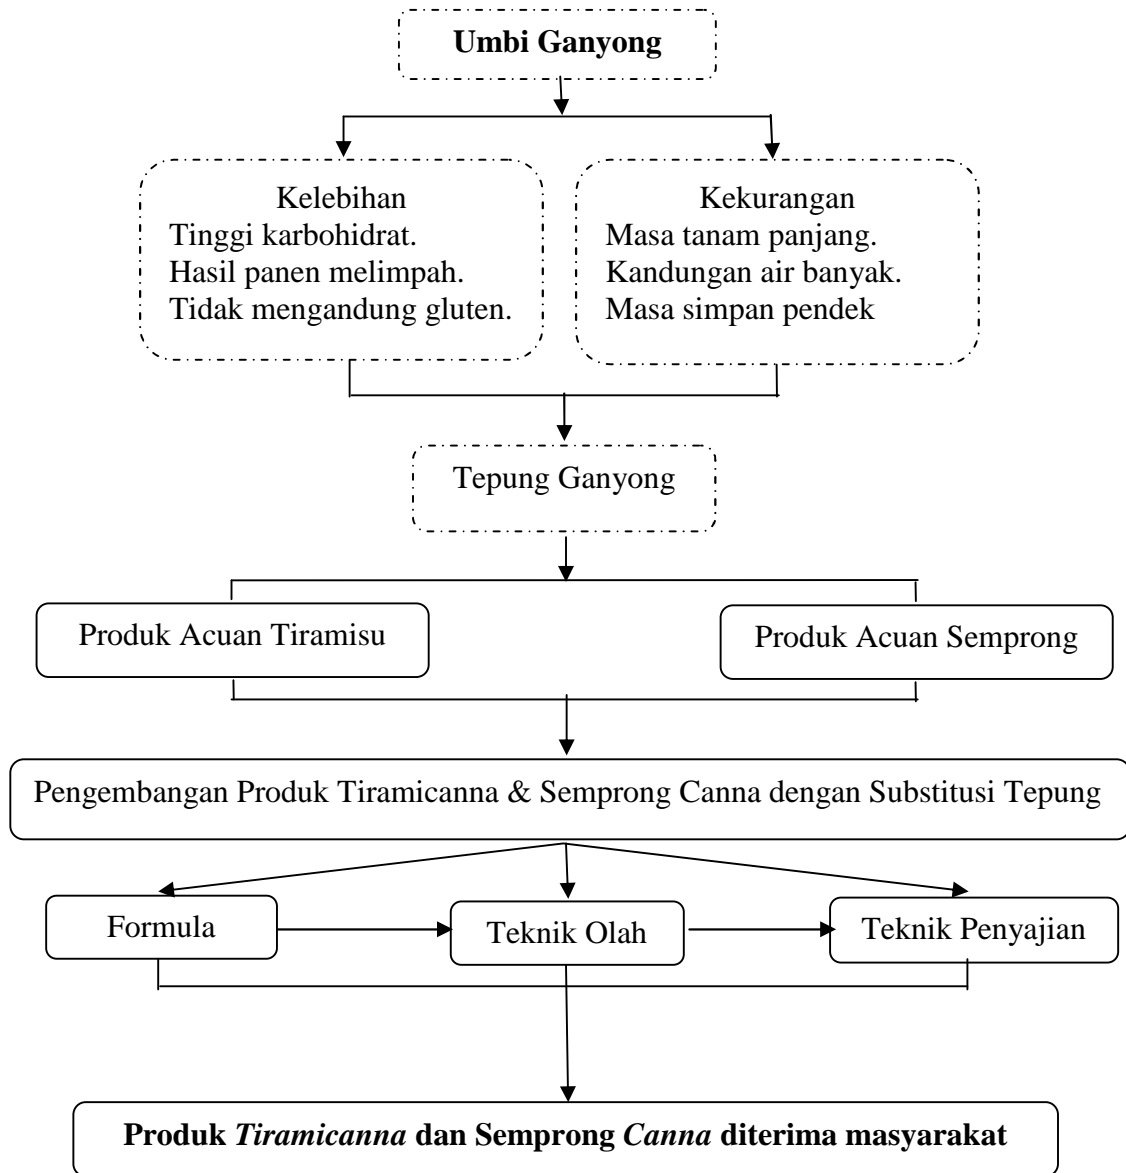 Umbi Ganyong
Kelebihan
Tinggi karbohidrat.
Hasil panen melimpah.
Tidak mengandung gluten.
Kekurangan
Masa tanam panjang.
Kandungan air banyak.
Masa simpan pendek
Tepung Ganyong
Produk Acuan Tiramisu
Produk Acuan Semprong
Pengembangan Produk Tiramicanna & Semprong Canna dengan Substitusi Tepung
Formula
Teknik Olah
Teknik Penyajian
Produk Tiramicanna dan Semprong Canna diterima masyarakat